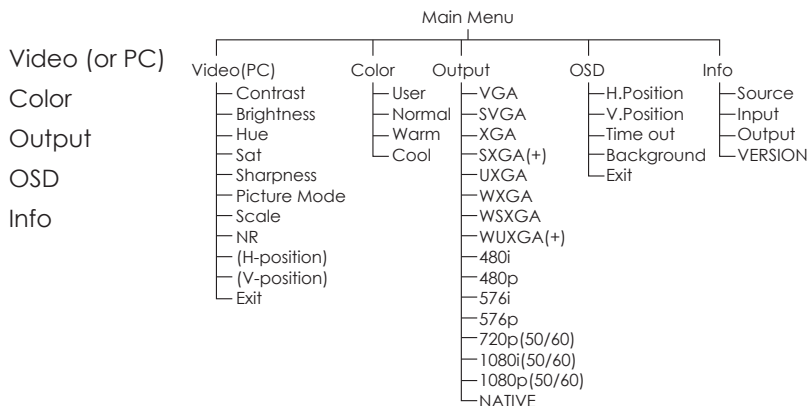 Main Menu
Video (or PC)
Color
Output
OSD
Info
Video(PC)
Contrast
Brightness
Hue
Sat
Sharpness
Picture Mode
Scale
NR
(H-position)
(V-position)
Exit
Color
User
Normal
Warm
Cool
Output
VGA
SVGA
XGA
SXGA(+)
UXGA
WXGA
WSXGA
WUXGA(+)
480i
480p
576i
576p
720p(50/60)
1080i(50/60)
1080p(50/60)
NATIVE
OSD
H.Position
V.Position
Time out
Background
Exit
Info
Source
Input
Output
VERSION